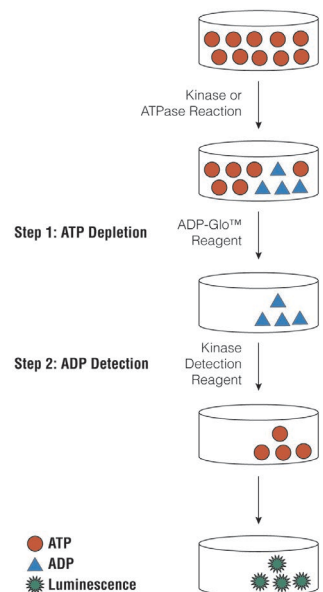 Kinase or
ATPase Reaction
Step 1: ATP Depletion
ADP-Glo™
Reagent
Step 2: ADP Detection
Kinase
Detection
Reagent
ATP
ADP
Luminescence